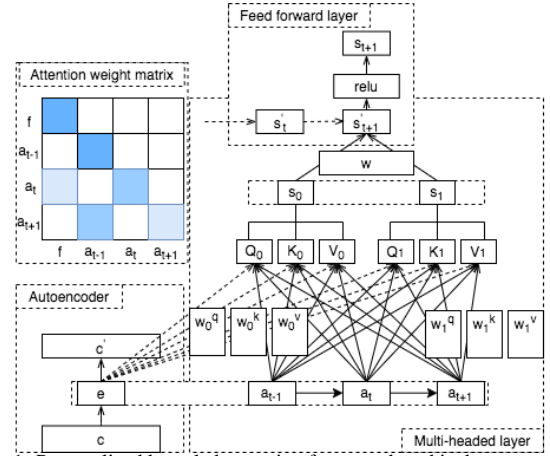 Feed forward layer
s_{t+1}
relu
s'_t
s'_{t+1}
w
s_0
s_1
Q_0 K_0 V_0 Q_1 K_1 V_1
w_0^q w_0^k w_0^v
w_1^q w_1^k w_1^v
a_{t-1} a_t a_{t+1}
Multi-headed layer
Attention weight matrix
f
a_{t-1}
a_t
a_{t+1}
f a_{t-1} a_t a_{t+1}
Autoencoder
c'
e
c